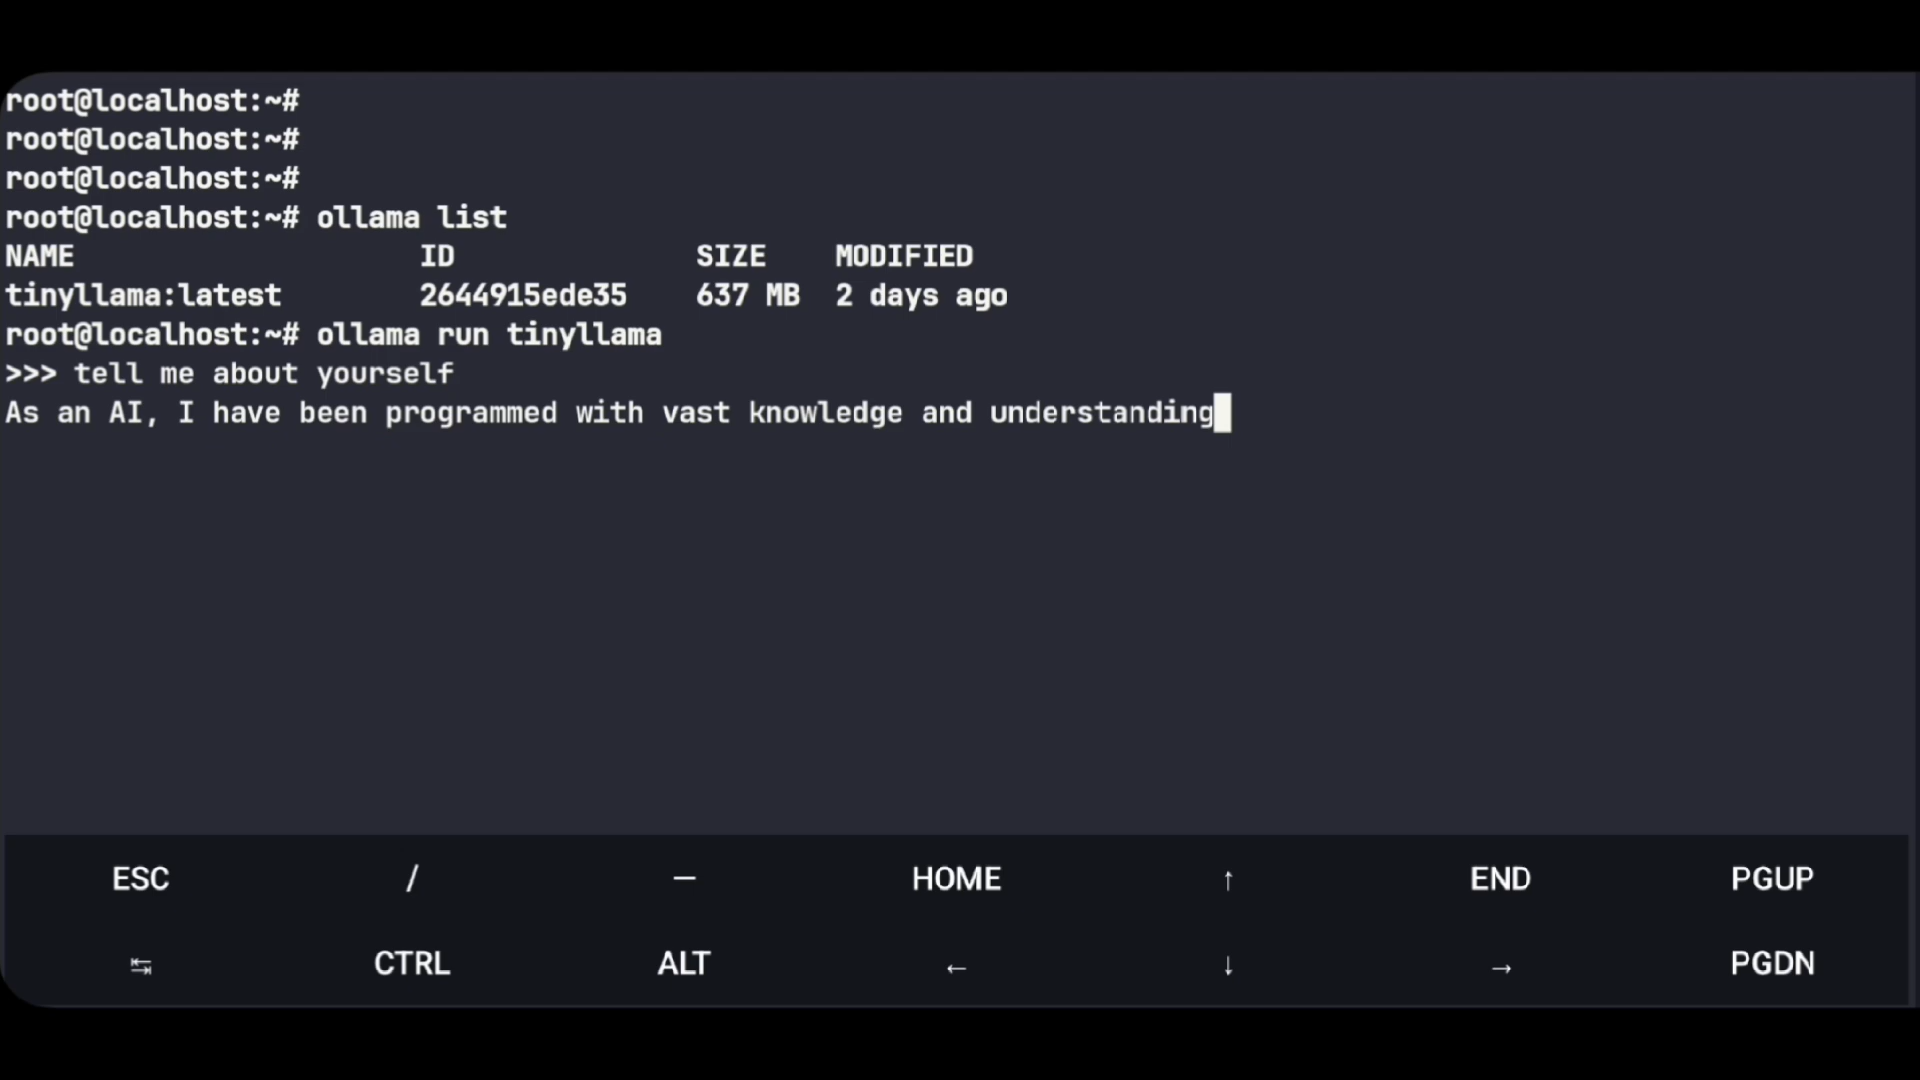 root@localhost:~#
root@localhost:~#
root@localhost:~#
root@localhost:~# ollama list
NAME ID SIZE MODIFIED
tinyllama:latest 2644915ede35 637 MB 2 days ago
root@localhost:~# ollama run tinyllama
>>> tell me about yourself
As an AI, I have been programmed with vast knowledge and understanding
ESC / — HOME ↑ END PGUP
↹ CTRL ALT ← ↓ → PGDN